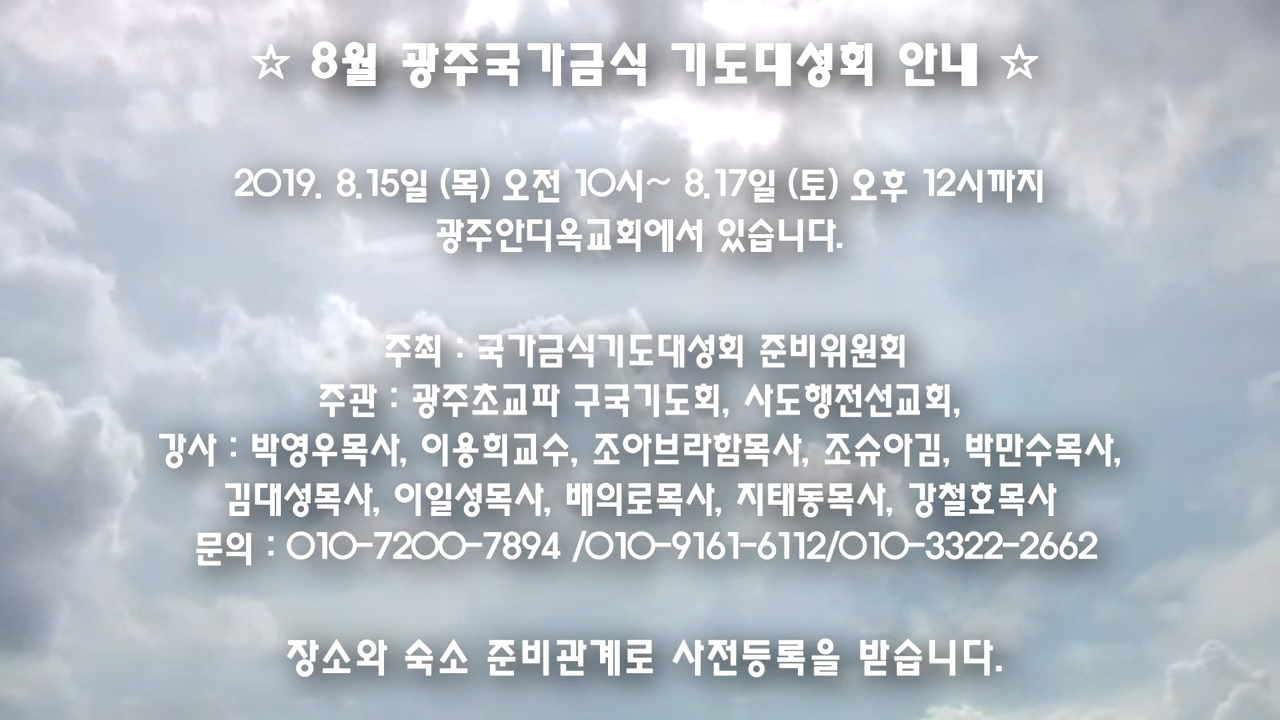 ☆ 8월 광주국가금식 기도대성회 안내 ☆
2019. 8.15일 (목) 오전 10시~ 8.17일 (토) 오후 12시까지
광주안디옥교회에서 있습니다.
주최 : 국가금식기도대성회 준비위원회
주관 : 광주초교파 구국기도회, 사도행전선교회,
강사 : 박영우목사, 이용희교수, 조아브라함목사, 조슈아김, 박만수목사,
김대성목사, 이일성목사, 배의로목사, 지태동목사, 강철호목사
문의 : 010-7200-7894 /010-9161-6112/010-3322-2662
장소와 숙소 준비관계로 사전등록을 받습니다.